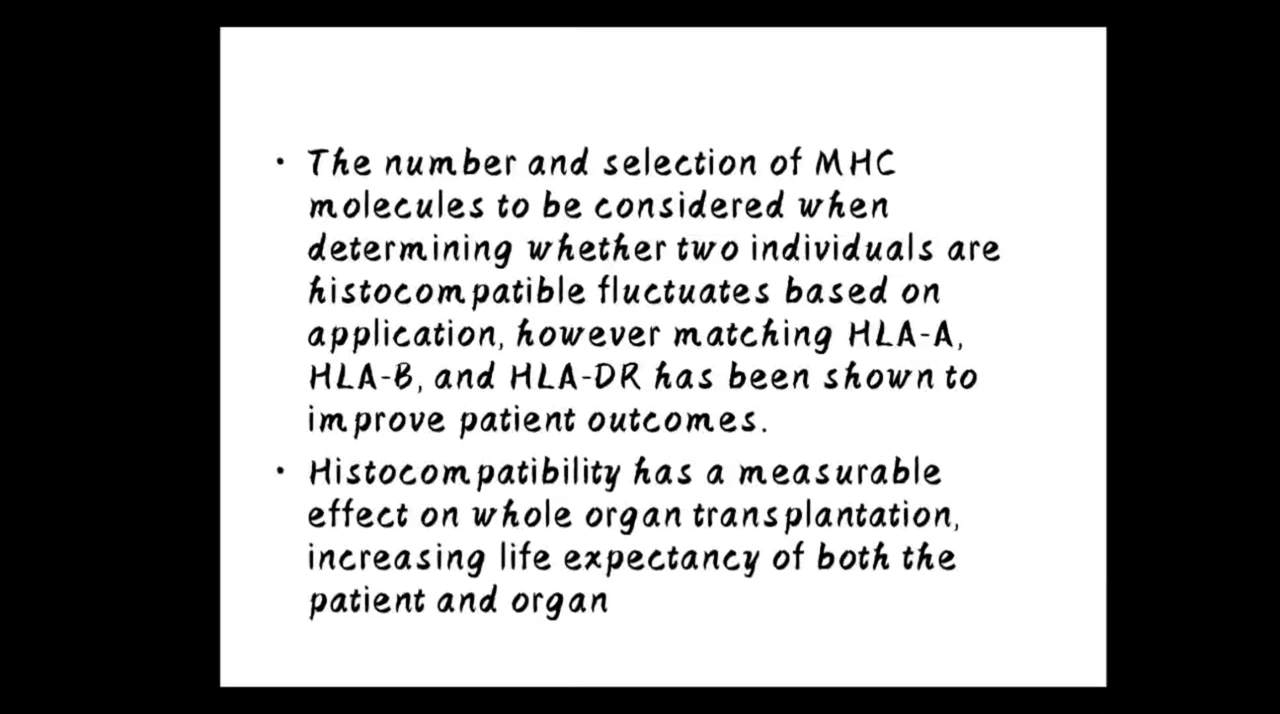 • The number and selection of MHC
molecules to be considered when
determining whether two individuals are
histocompatible fluctuates based on
application, however matching HLA-A,
HLA-B, and HLA-DR has been shown to
improve patient outcomes.
• Histocompatibility has a measurable
effect on whole organ transplantation,
increasing life expectancy of both the
patient and organ